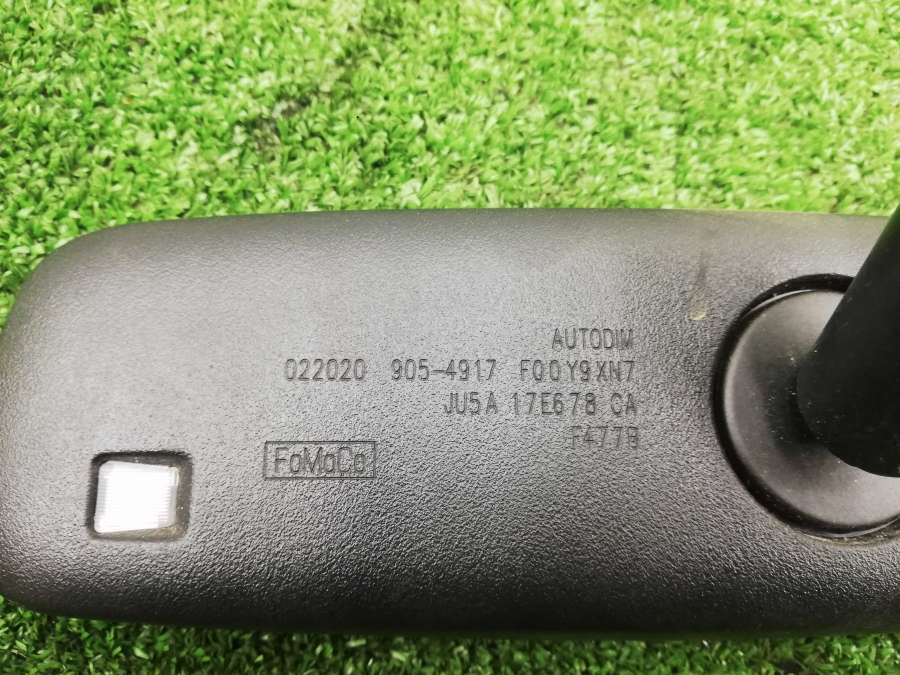 AUTODIM
022020 905-4917 F00Y9XN7
JU5A 17E678 CA
F477B
FoMoCo